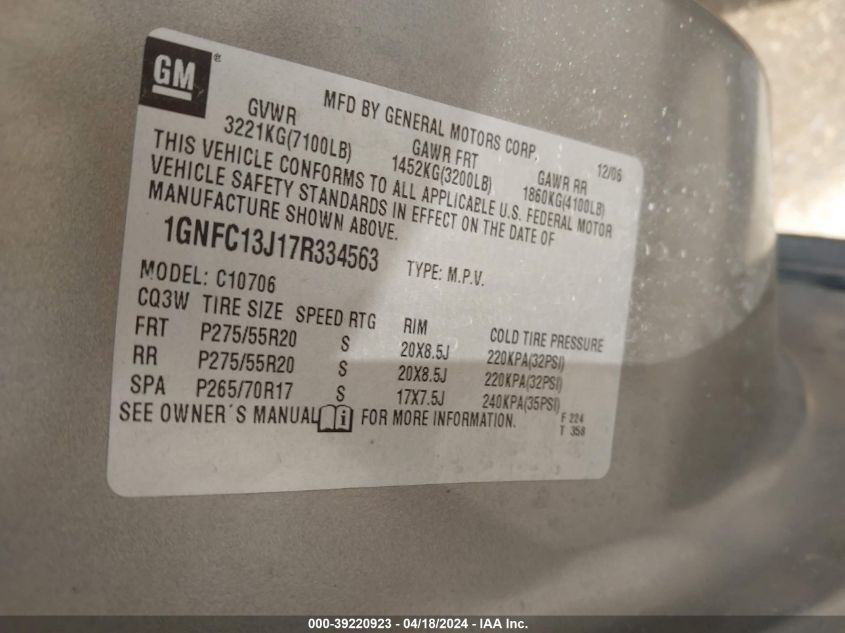 GM®
MFD BY GENERAL MOTORS CORP. 12/06
GVWR GAWR FRT GAWR RR
3221KG(7100LB) 1452KG(3200LB) 1860KG(4100LB)
THIS VEHICLE CONFORMS TO ALL APPLICABLE U.S. FEDERAL MOTOR
VEHICLE SAFETY STANDARDS IN EFFECT ON THE DATE OF
MANUFACTURE SHOWN ABOVE.
1GNFC13J17R334563 TYPE: M.P.V.
MODEL: C10706
CQ3W TIRE SIZE SPEED RTG RIM COLD TIRE PRESSURE
FRT P275/55R20 S 20X8.5J 220KPA(32PSI)
RR P275/55R20 S 20X8.5J 220KPA(32PSI)
SPA P265/70R17 S 17X7.5J 240KPA(35PSI)
SEE OWNER´S MANUAL i FOR MORE INFORMATION. F 224
T 358
000-39220923 - 04/18/2024 - IAA Inc.